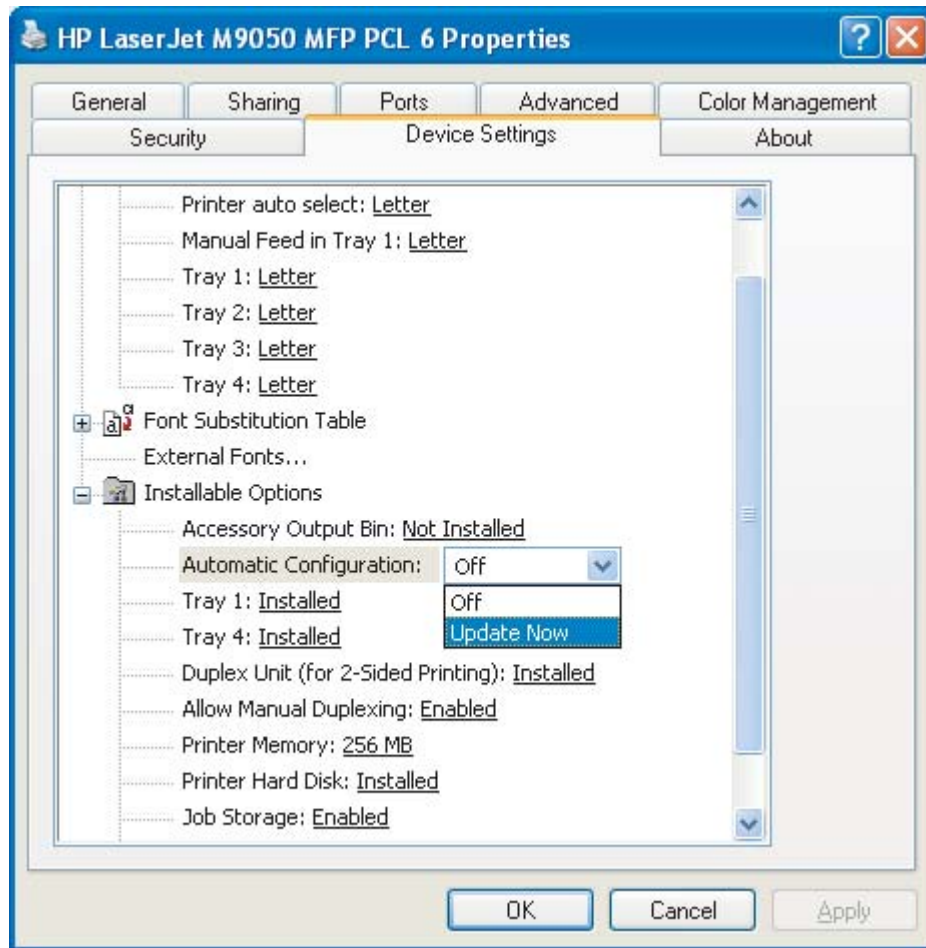 HP LaserJet M9050 MFP PCL 6 Properties
General Sharing Ports Advanced Color Management
Security Device Settings About
Printer auto select: Letter
Manual Feed in Tray 1: Letter
Tray 1: Letter
Tray 2: Letter
Tray 3: Letter
Tray 4: Letter
Font Substitution Table
External Fonts...
Installable Options
Accessory Output Bin: Not Installed
Automatic Configuration: Off
Tray 1: Installed Off
Tray 4: Installed Update Now
Duplex Unit (for 2-Sided Printing): Installed
Allow Manual Duplexing: Enabled
Printer Memory: 256 MB
Printer Hard Disk: Installed
Job Storage: Enabled
OK Cancel Apply